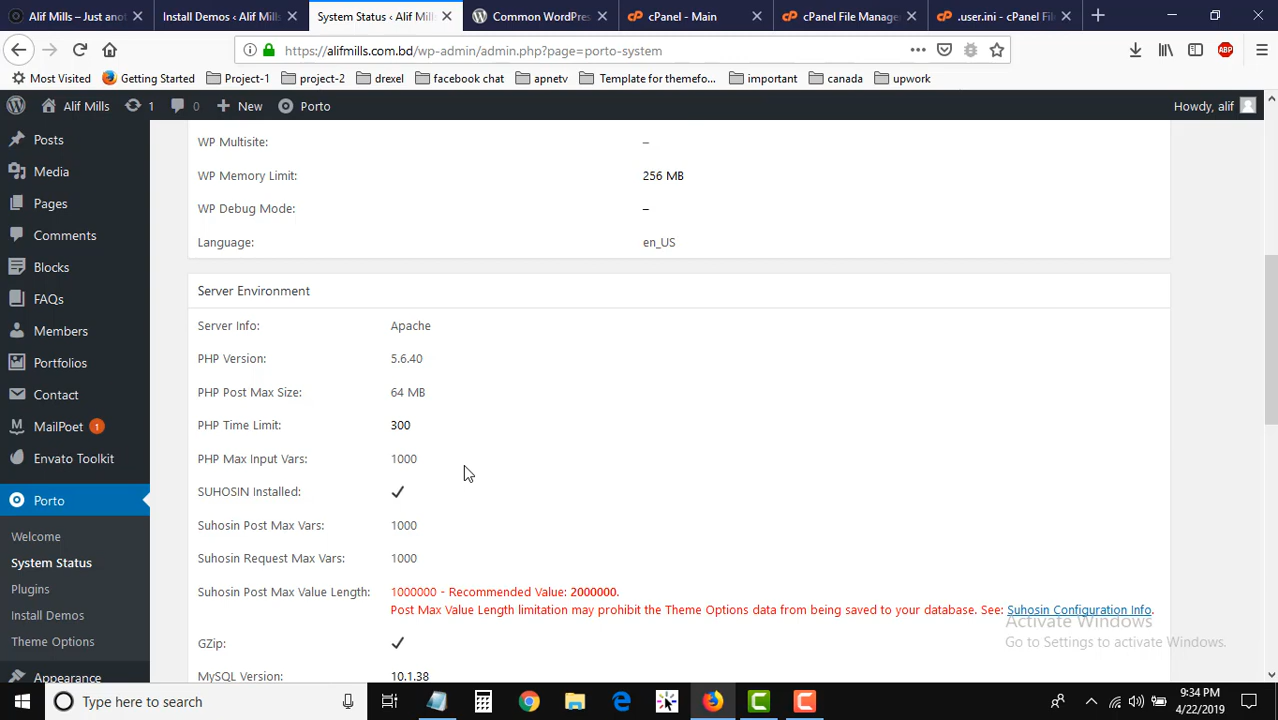 Alif Mills – Just anot
Install Demos ‹ Alif Mills
System Status ‹ Alif Mill
Common WordPres
cPanel - Main
cPanel File Manage
.user.ini - cPanel File
https://alifmills.com.bd/wp-admin/admin.php?page=porto-system
Most Visited
Getting Started
Project-1
project-2
drexel
facebook chat
apnetv
Template for themefo...
important
canada
upwork
Alif Mills
1
0
New
Porto
Howdy, alif
Posts
Media
Pages
Comments
Blocks
FAQs
Members
Portfolios
Contact
MailPoet 1
Envato Toolkit
Porto
Welcome
System Status
Plugins
Install Demos
Theme Options
Appearance
WP Multisite: –
WP Memory Limit: 256 MB
WP Debug Mode: –
Language: en_US
Server Environment
Server Info: Apache
PHP Version: 5.6.40
PHP Post Max Size: 64 MB
PHP Time Limit: 300
PHP Max Input Vars: 1000
SUHOSIN Installed: ✓
Suhosin Post Max Vars: 1000
Suhosin Request Max Vars: 1000
Suhosin Post Max Value Length: 1000000 - Recommended Value: 2000000.
Post Max Value Length limitation may prohibit the Theme Options data from being saved to your database. See: Suhosin Configuration Info.
GZip: ✓
MySQL Version: 10.1.38
Activate Windows
Go to Settings to activate Windows.
Type here to search
9:34 PM
4/22/2019